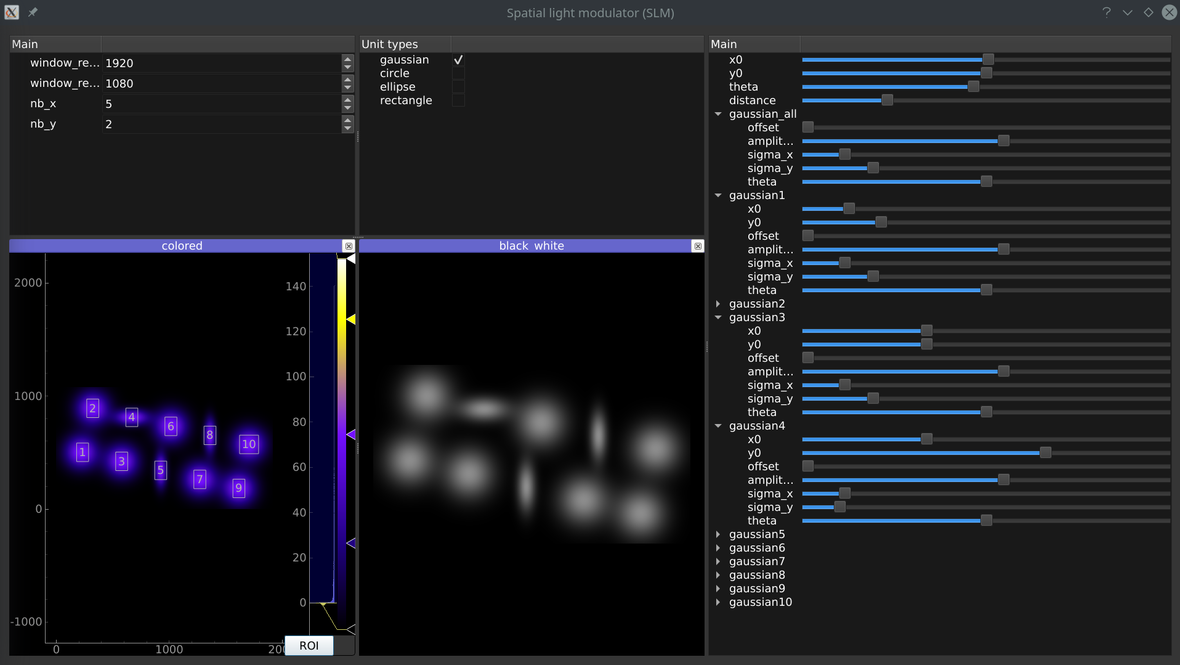 Spatial light modulator (SLM)
Main
window_re... 1920
window_re... 1080
nb_x 5
nb_y 2
Unit types
gaussian
circle
ellipse
rectangle
colored
2000
1000
0
-1000
0 1000 200
140
120
100
80
60
40
20
0
2
4
6
8
10
1
3
5
7
9
ROI
black white
Main
x0
y0
theta
distance
gaussian_all
offset
amplit...
sigma_x
sigma_y
theta
gaussian1
x0
y0
offset
amplit...
sigma_x
sigma_y
theta
gaussian2
gaussian3
x0
y0
offset
amplit...
sigma_x
sigma_y
theta
gaussian4
x0
y0
offset
amplit...
sigma_x
sigma_y
theta
gaussian5
gaussian6
gaussian7
gaussian8
gaussian9
gaussian10